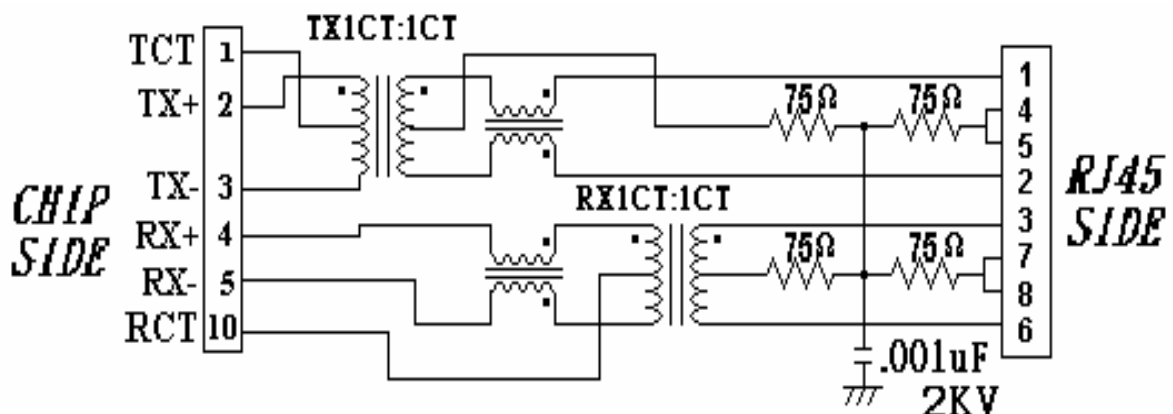 TX1CT:1CT
TCT 1
TX+ 2
TX- 3
RX+ 4
RX- 5
RCT 10
CHIP
SIDE
RX1CT:1CT
75Ω 75Ω
75Ω 75Ω
.001uF
2KV
1
4
5
2
3
7
8
6
RJ45
SIDE